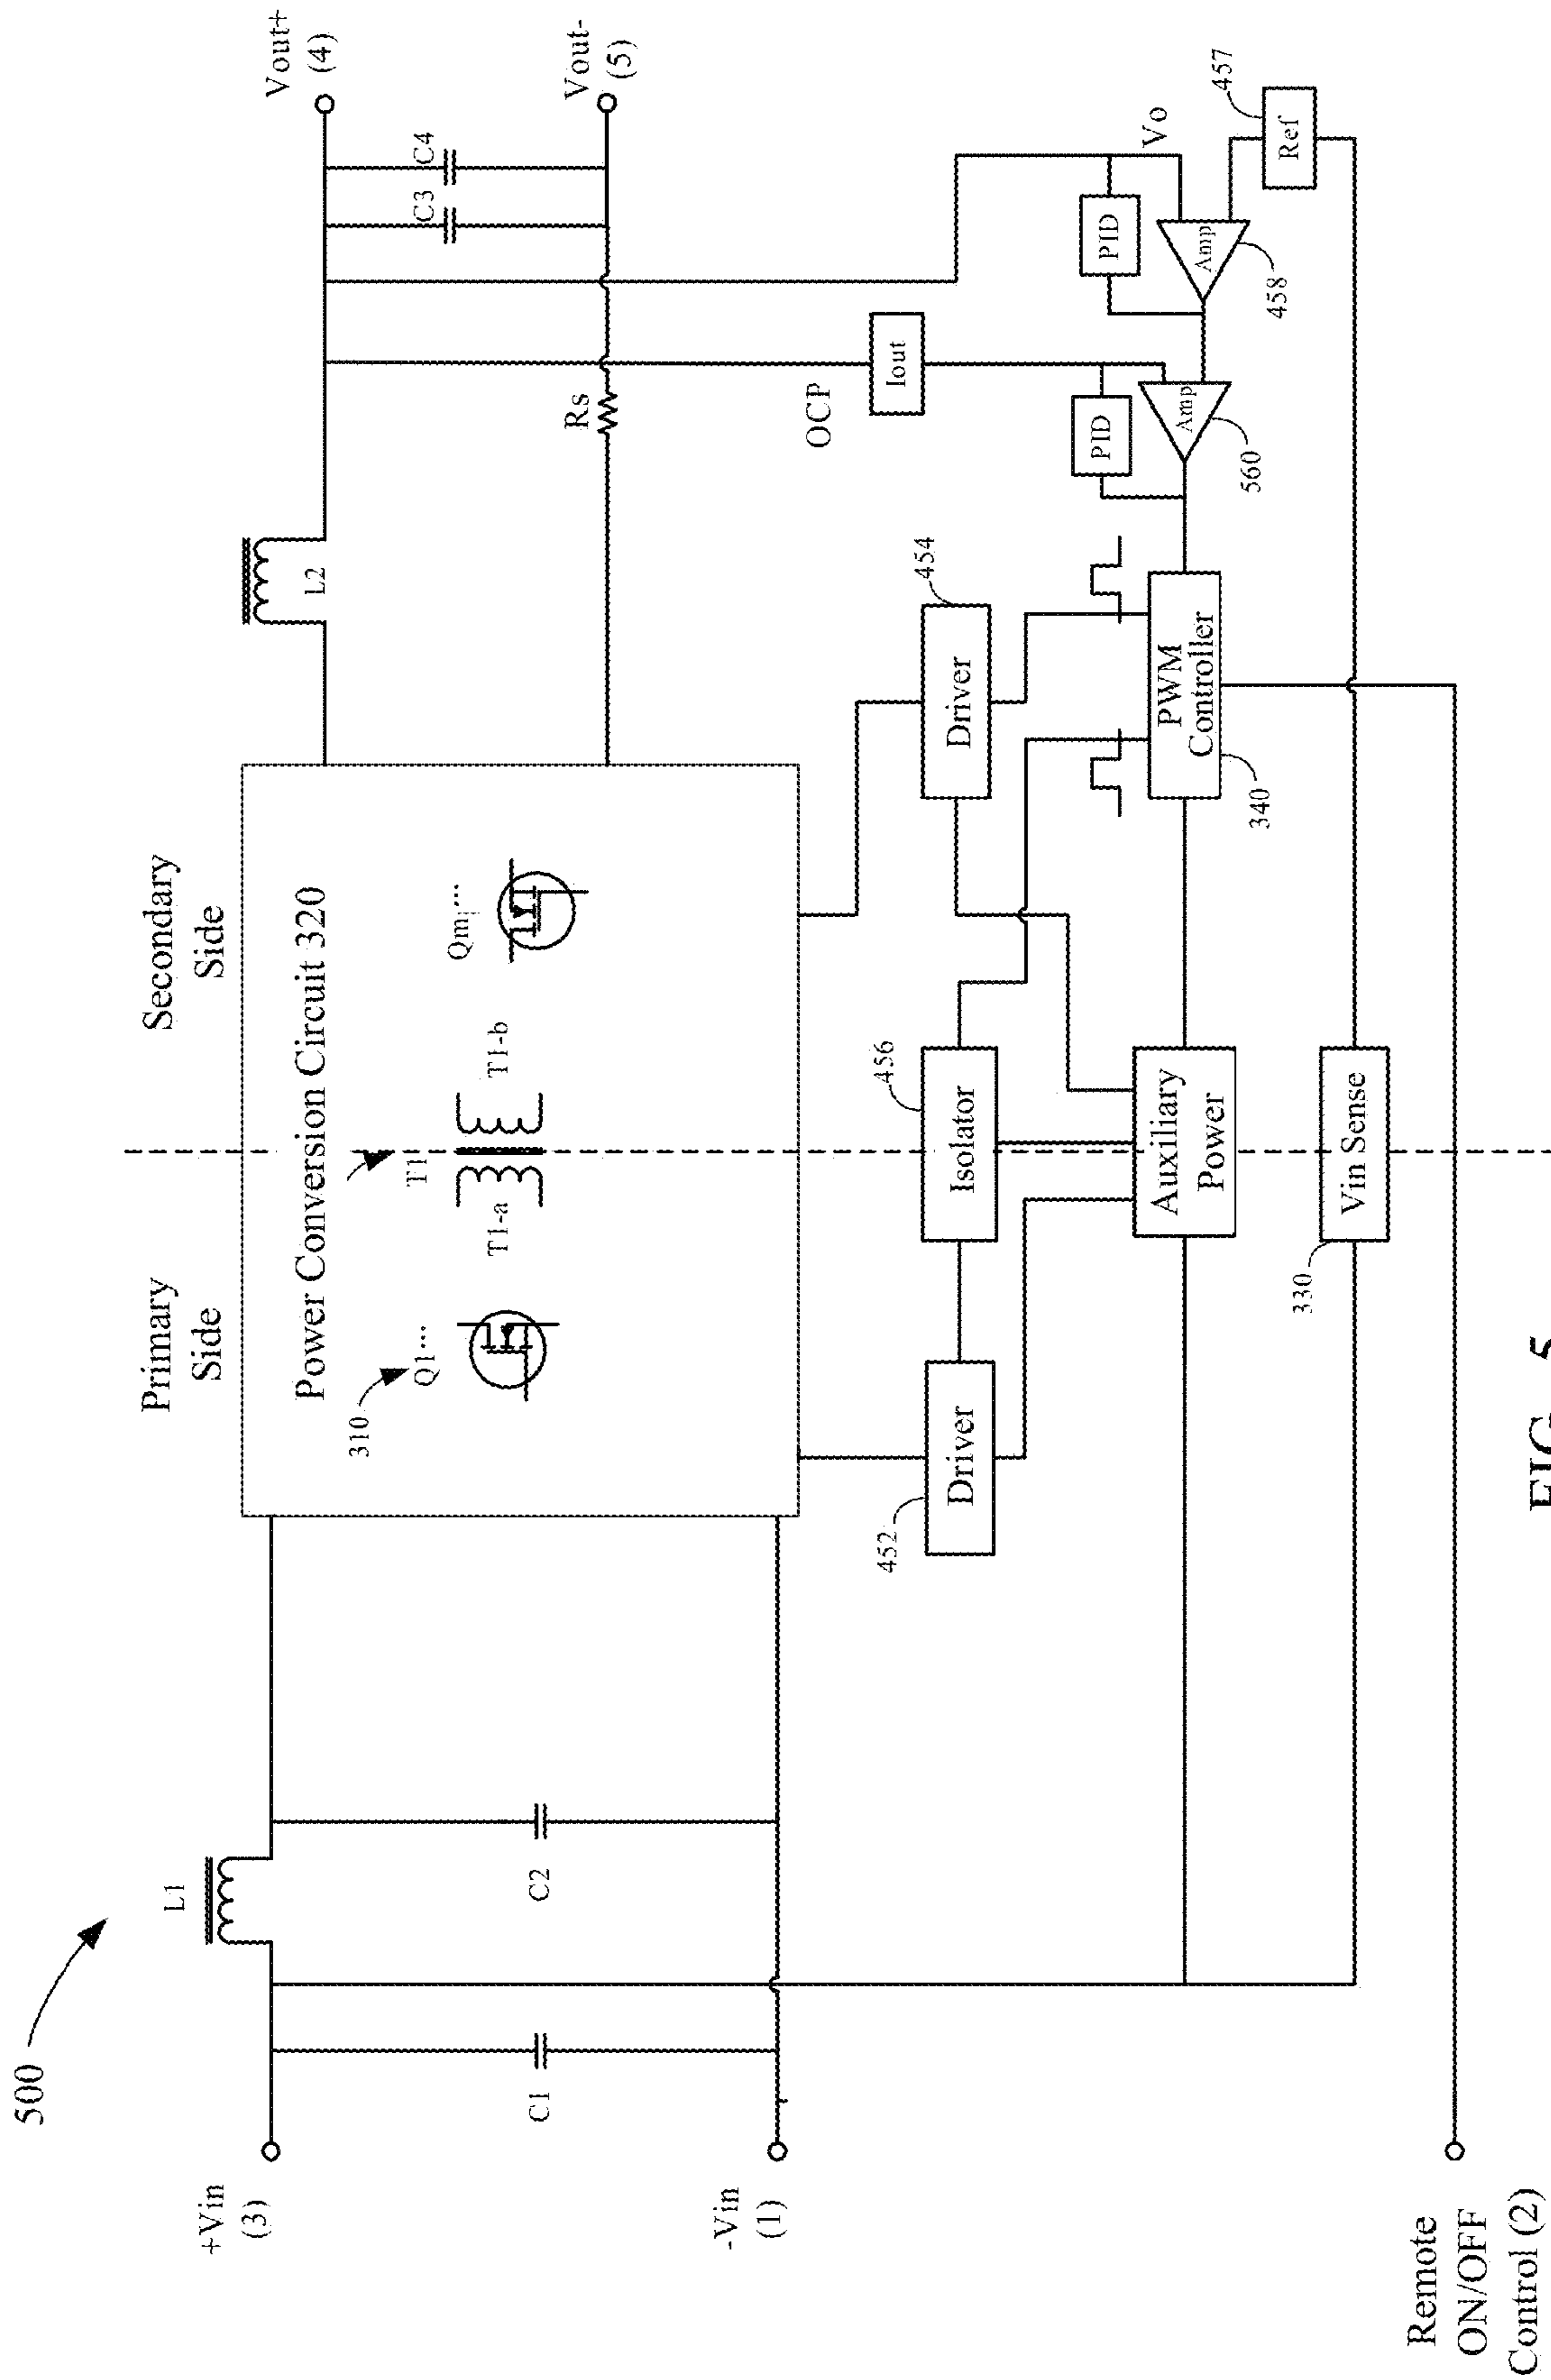 500
+Vin
(3)
L1
C1
C2
-Vin
(1)
Primary
Side
Secondary
Side
Power Conversion Circuit 320
310
Q1...
T1
T1-a
T1-b
Qm...
L2
Rs
C3
C4
Vout+
(4)
Vout-
(5)
452
Driver
456
Isolator
454
Driver
OCP
Iout
Auxiliary
Power
PWM
Controller
340
PID
Amp
560
PID
Amp
458
Vo
Ref
457
330
Vin Sense
Remote
ON/OFF
Control (2)
FIG. 5